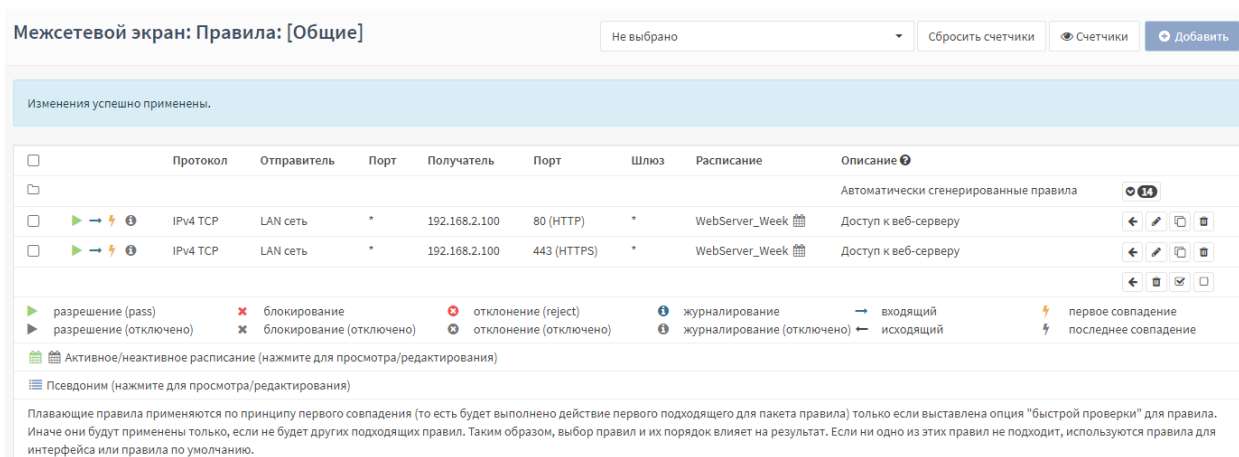 Межсетевой экран: Правила: [Общие]
Не выбрано
Сбросить счетчики
Счетчики
Добавить
Изменения успешно применены.
Протокол Отправитель Порт Получатель Порт Шлюз Расписание Описание
Автоматически сгенерированные правила 14
IPv4 TCP LAN сеть * 192.168.2.100 80 (HTTP) * WebServer_Week Доступ к веб-серверу
IPv4 TCP LAN сеть * 192.168.2.100 443 (HTTPS) * WebServer_Week Доступ к веб-серверу
разрешение (pass) блокирование отклонение (reject) журналирование входящий первое совпадение
разрешение (отключено) блокирование (отключено) отклонение (отключено) журналирование (отключено) исходящий последнее совпадение
Активное/неактивное расписание (нажмите для просмотра/редактирования)
Псевдоним (нажмите для просмотра/редактирования)
Плавающие правила применяются по принципу первого совпадения (то есть будет выполнено действие первого подходящего для пакета правила) только если выставлена опция "быстрой проверки" для правила.
Иначе они будут применены только, если не будет других подходящих правил. Таким образом, выбор правил и их порядок влияет на результат. Если ни одно из этих правил не подходит, используются правила для
интерфейса или правила по умолчанию.